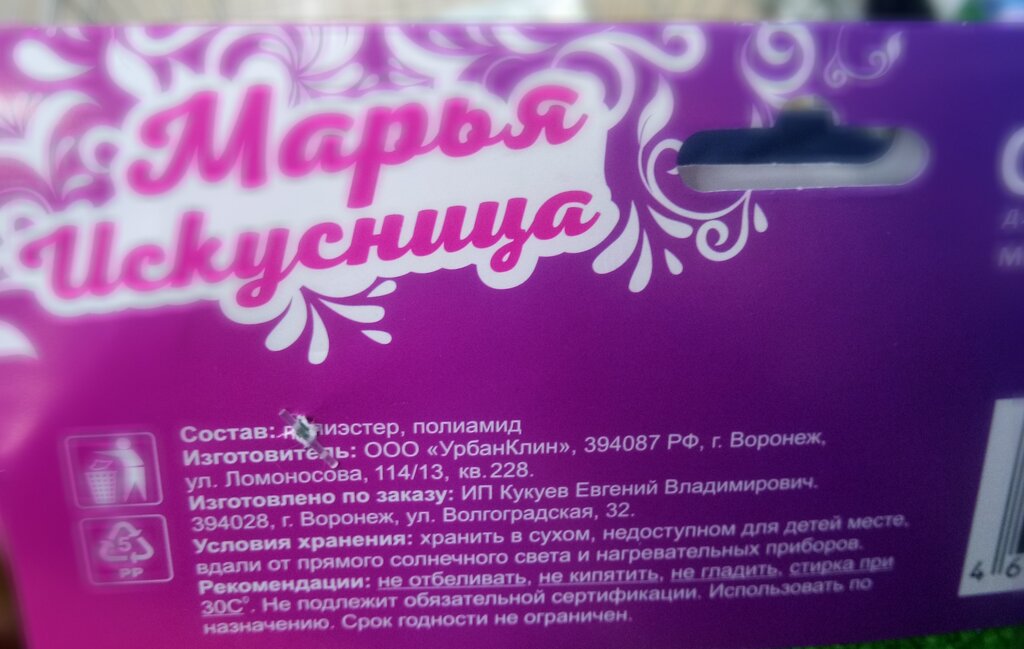 Марья
Искусница
Состав: полиэстер, полиамид
Изготовитель: ООО «УрбанКлин», 394087 РФ, г. Воронеж,
ул. Ломоносова, 114/13, кв.228.
Изготовлено по заказу: ИП Кукуев Евгений Владимирович.
394028, г. Воронеж, ул. Волгоградская, 32.
Условия хранения: хранить в сухом, недоступном для детей месте,
вдали от прямого солнечного света и нагревательных приборов.
Рекомендации: не отбеливать, не кипятить, не гладить, стирка при
30С°. Не подлежит обязательной сертификации. Использовать по
назначению. Срок годности не ограничен.
5
PP
4 6